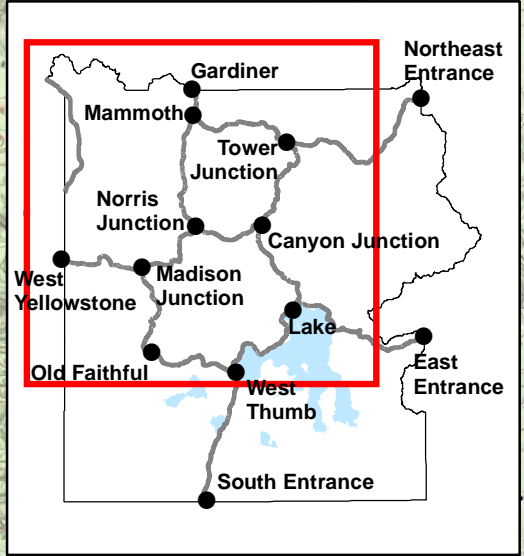 Gardiner
Northeast
Entrance
Mammoth
Tower
Junction
Norris
Junction
Canyon Junction
West
Yellowstone
Madison
Junction
Lake
Old Faithful
East
Entrance
West
Thumb
South Entrance